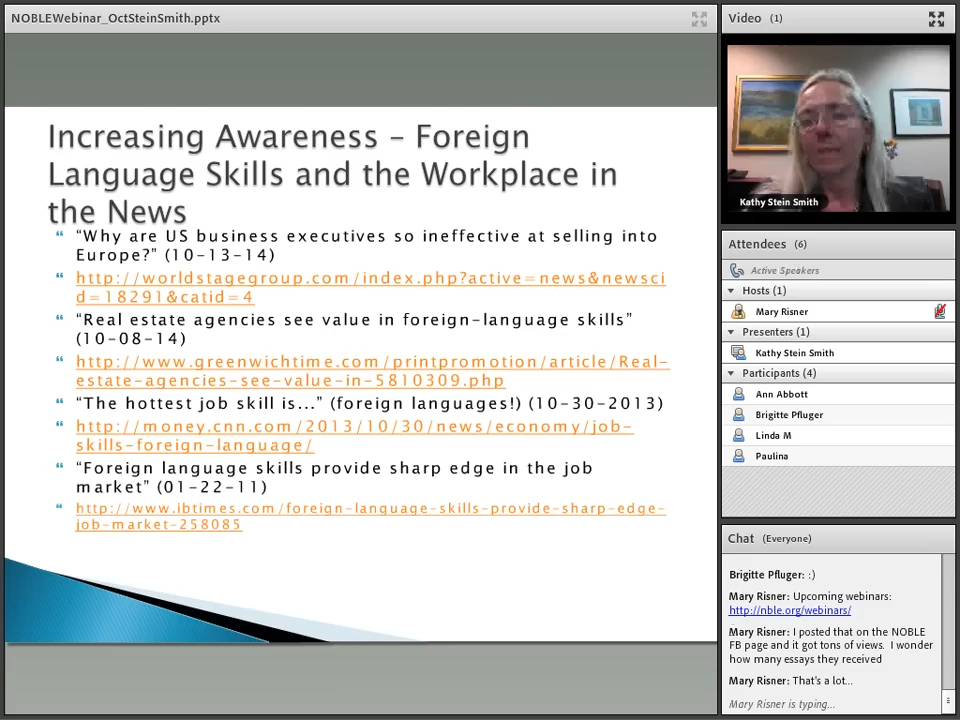 NOBLEWebinar_OctSteinSmith.pptx
Increasing Awareness – Foreign
Language Skills and the Workplace in
the News
“Why are US business executives so ineffective at selling into
Europe?” (10-13-14)
http://worldstagegroup.com/index.php?active=news&newsci
d=18291&catid=4
“Real estate agencies see value in foreign-language skills”
(10-08-14)
http://www.greenwichtime.com/printpromotion/article/Real-
estate-agencies-see-value-in-5810309.php
“The hottest job skill is...” (foreign languages!) (10-30-2013)
http://money.cnn.com/2013/10/30/news/economy/job-
skills-foreign-language/
“Foreign language skills provide sharp edge in the job
market” (01-22-11)
http://www.ibtimes.com/foreign-language-skills-provide-sharp-edge-
job-market-258085
Video (1)
Kathy Stein Smith
Attendees (6)
Active Speakers
Hosts (1)
Mary Risner
Presenters (1)
Kathy Stein Smith
Participants (4)
Ann Abbott
Brigitte Pfluger
Linda M
Paulina
Chat (Everyone)
Brigitte Pfluger: :)
Mary Risner: Upcoming webinars:
http://nble.org/webinars/
Mary Risner: I posted that on the NOBLE
FB page and it got tons of views. I wonder
how many essays they received
Mary Risner: That's a lot...
Mary Risner is typing...